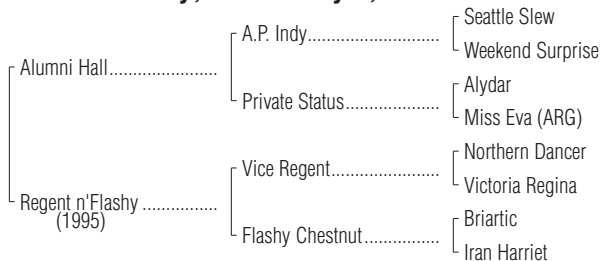 Seattle Slew
A.P. Indy
Weekend Surprise
Alumni Hall
Alydar
Private Status
Miss Eva (ARG)
Northern Dancer
Vice Regent
Victoria Regina
Regent n'Flashy
(1995)
Briartic
Flashy Chestnut
Iran Harriet